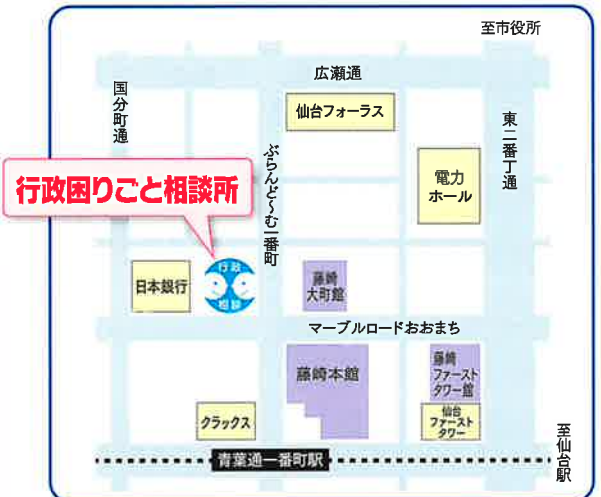 至市役所
広瀬通
国分町通
仙台フォーラス
東二番丁通
ぶらんど〜む一番町
電力
ホール
行政困りごと相談所
行政
相談
日本銀行
藤崎
大町館
マーブルロードおおまち
藤崎本館
藤崎
ファースト
タワー館
クラックス
仙台
ファースト
タワー
青葉通一番町駅
至仙台駅